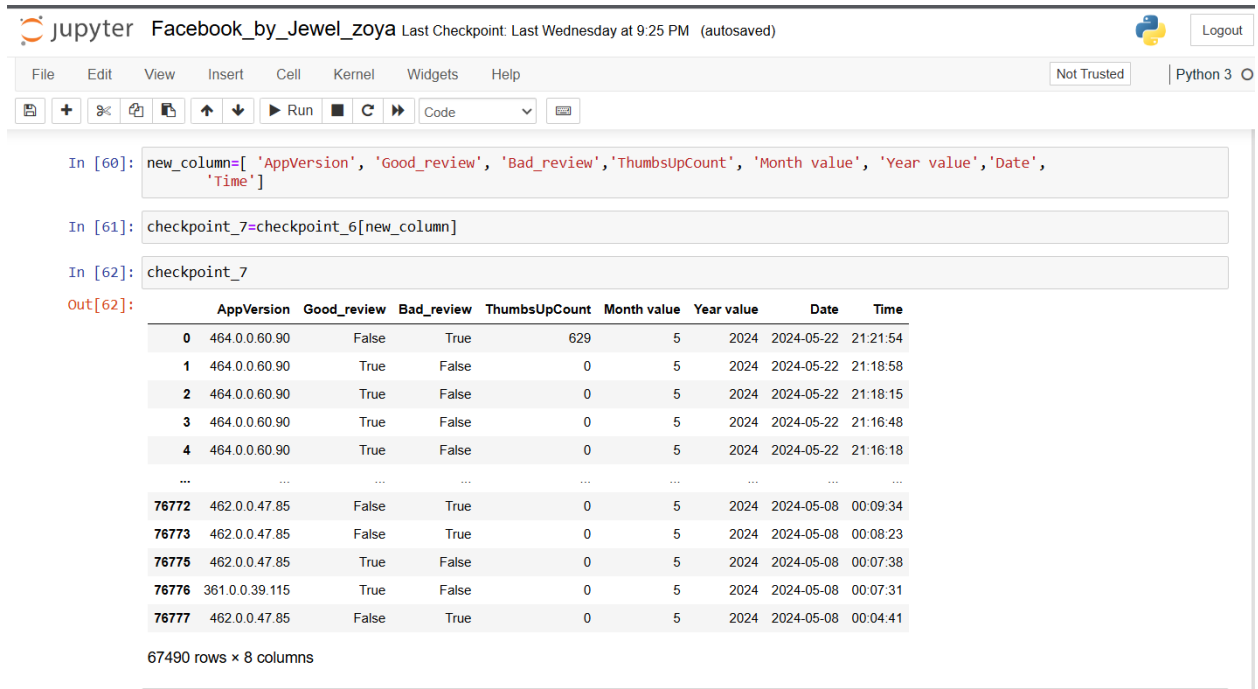 jupyter Facebook_by_Jewel_zoya Last Checkpoint: Last Wednesday at 9:25 PM (autosaved) Logout
File Edit View Insert Cell Kernel Widgets Help Not Trusted Python 3
Run Code
In [60]: new_column=[ 'AppVersion', 'Good_review', 'Bad_review','ThumbsUpCount', 'Month value', 'Year value','Date',
'Time']
In [61]: checkpoint_7=checkpoint_6[new_column]
In [62]: checkpoint_7
Out[62]:
AppVersion Good_review Bad_review ThumbsUpCount Month value Year value Date Time
0 464.0.0.60.90 False True 629 5 2024 2024-05-22 21:21:54
1 464.0.0.60.90 True False 0 5 2024 2024-05-22 21:18:58
2 464.0.0.60.90 True False 0 5 2024 2024-05-22 21:18:15
3 464.0.0.60.90 True False 0 5 2024 2024-05-22 21:16:48
4 464.0.0.60.90 True False 0 5 2024 2024-05-22 21:16:18
... ... ... ... ... ... ... ... ...
76772 462.0.0.47.85 False True 0 5 2024 2024-05-08 00:09:34
76773 462.0.0.47.85 False True 0 5 2024 2024-05-08 00:08:23
76775 462.0.0.47.85 True False 0 5 2024 2024-05-08 00:07:38
76776 361.0.0.39.115 True False 0 5 2024 2024-05-08 00:07:31
76777 462.0.0.47.85 False True 0 5 2024 2024-05-08 00:04:41
67490 rows × 8 columns